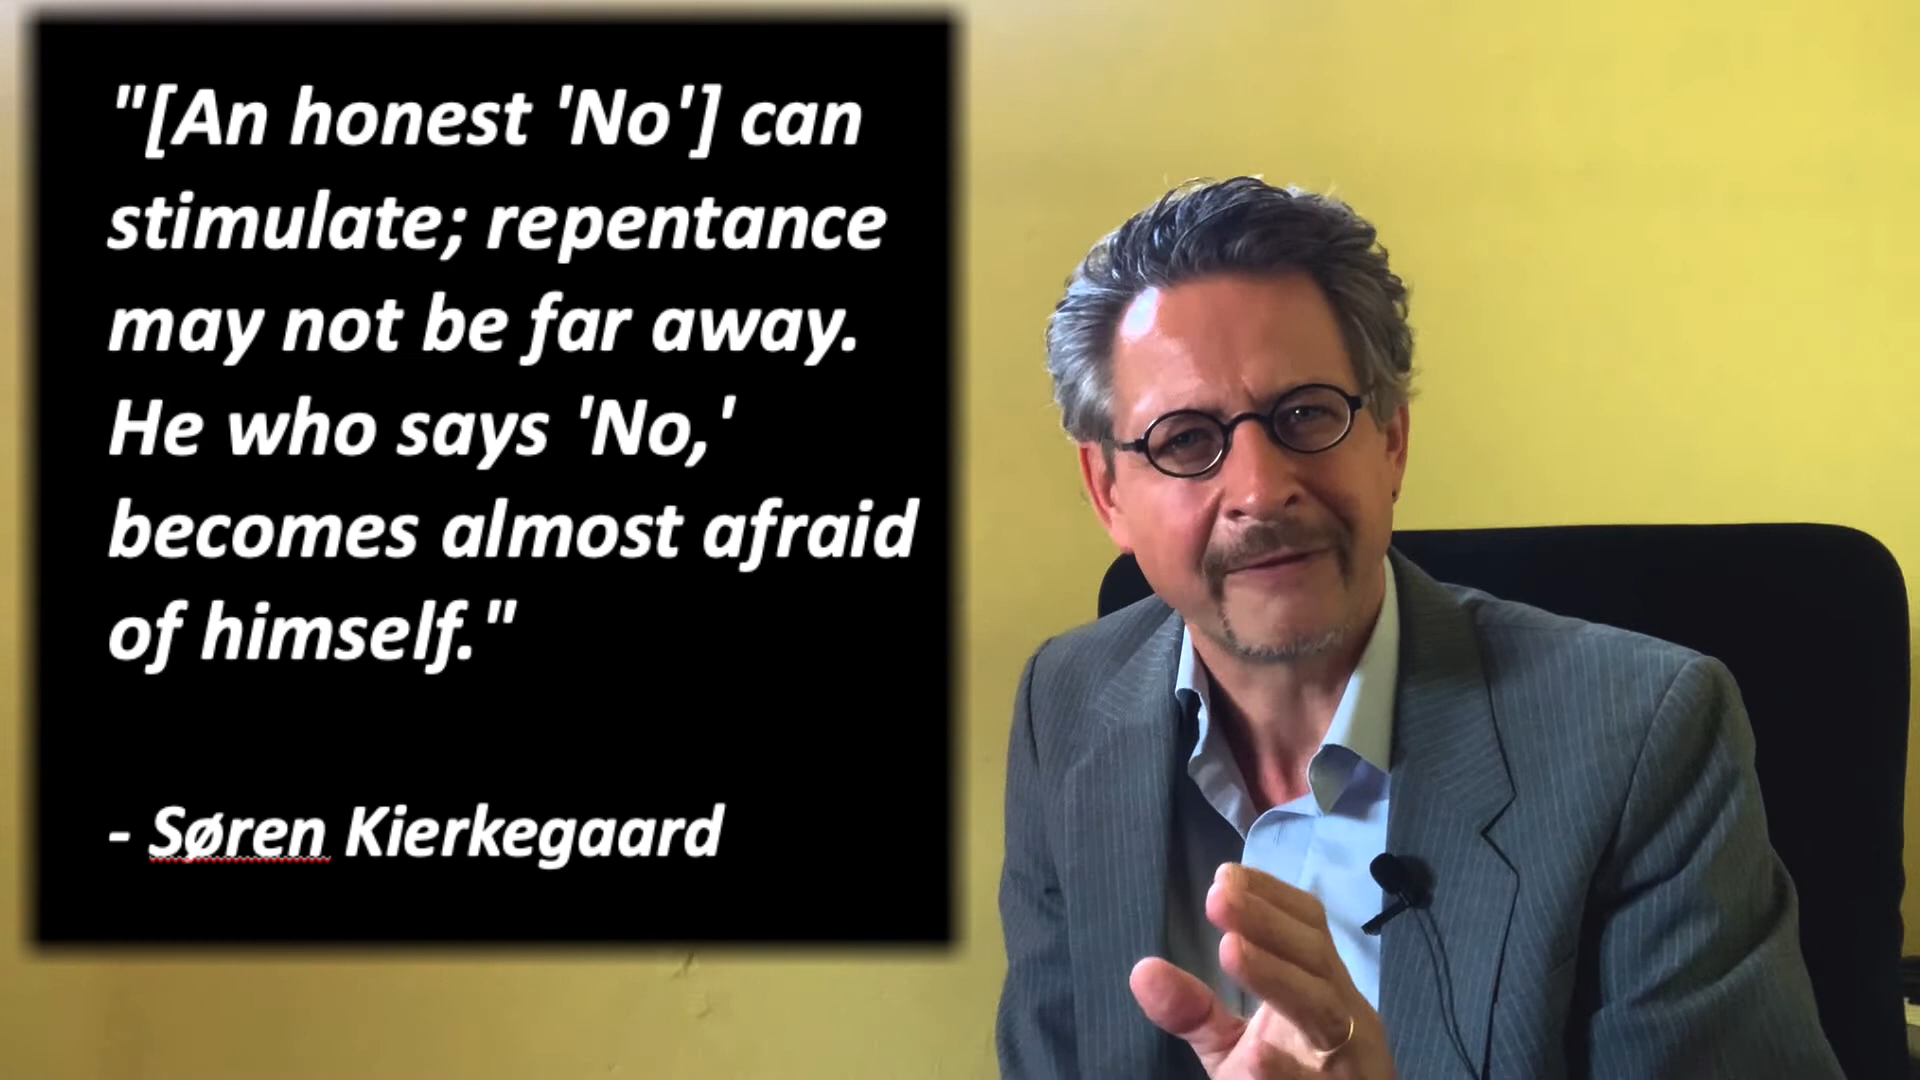 "[An honest 'No'] can
stimulate; repentance
may not be far away.
He who says 'No,'
becomes almost afraid
of himself."
- Søren Kierkegaard